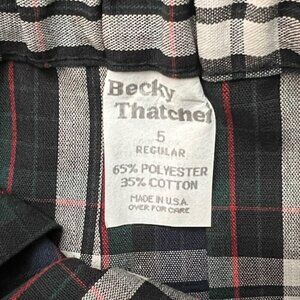 Becky
Thatcher
5
REGULAR
65% POLYESTER
35% COTTON
MADE IN U.S.A.
OVER FOR CARE